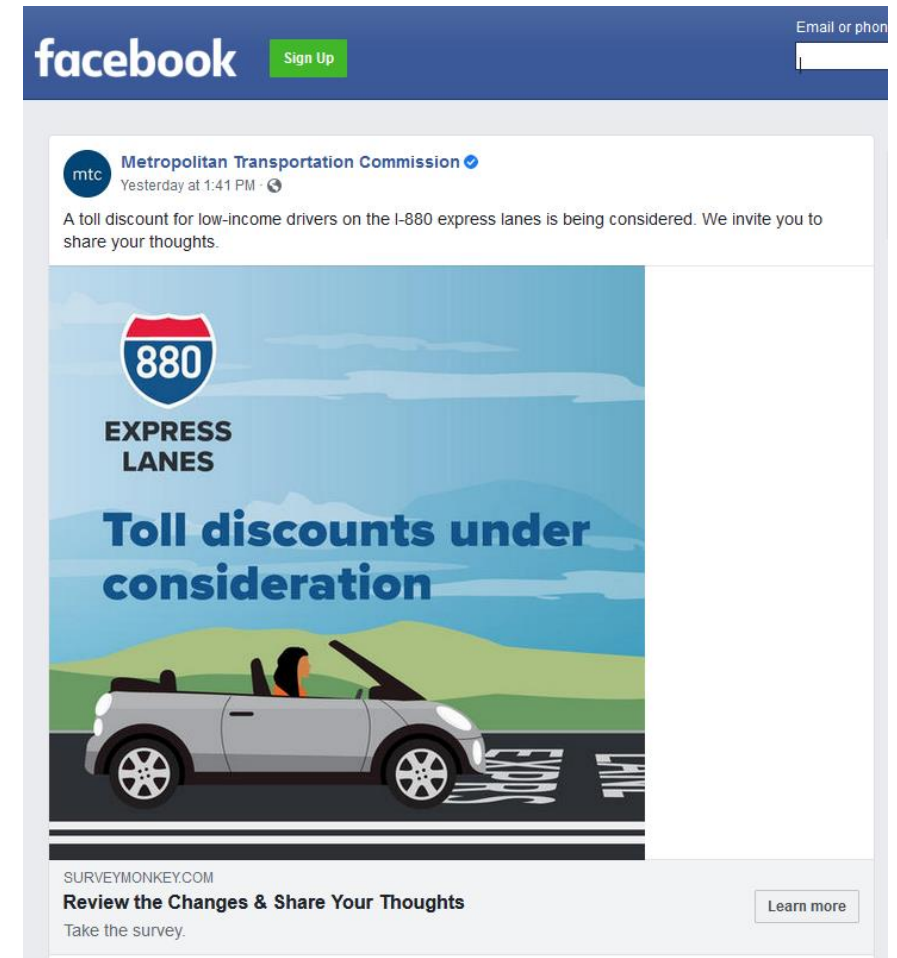 Email or phon
facebook
Sign Up
mtc
Metropolitan Transportation Commission
Yesterday at 1:41 PM ·
A toll discount for low-income drivers on the I-880 express lanes is being considered. We invite you to
share your thoughts.
880
EXPRESS
LANES
Toll discounts under
consideration
EXPRS
LANE
SURVEYMONKEY.COM
Review the Changes & Share Your Thoughts
Learn more
Take the survey.